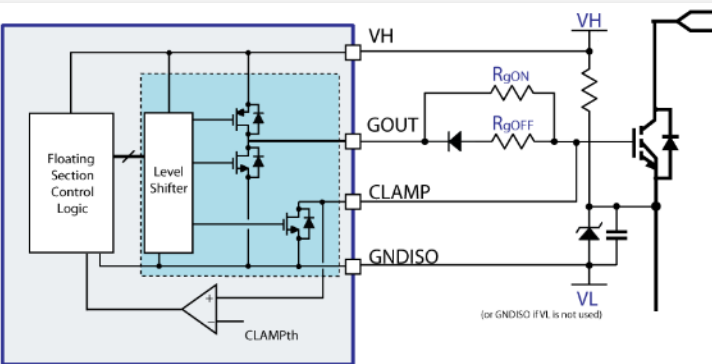 VH
VH
RgON
GOUT
RgOFF
Floating
Section
Control
Logic
Level
Shifter
CLAMP
GNDISO
+
−
CLAMPth
VL
(or GNDISO if VL is not used)